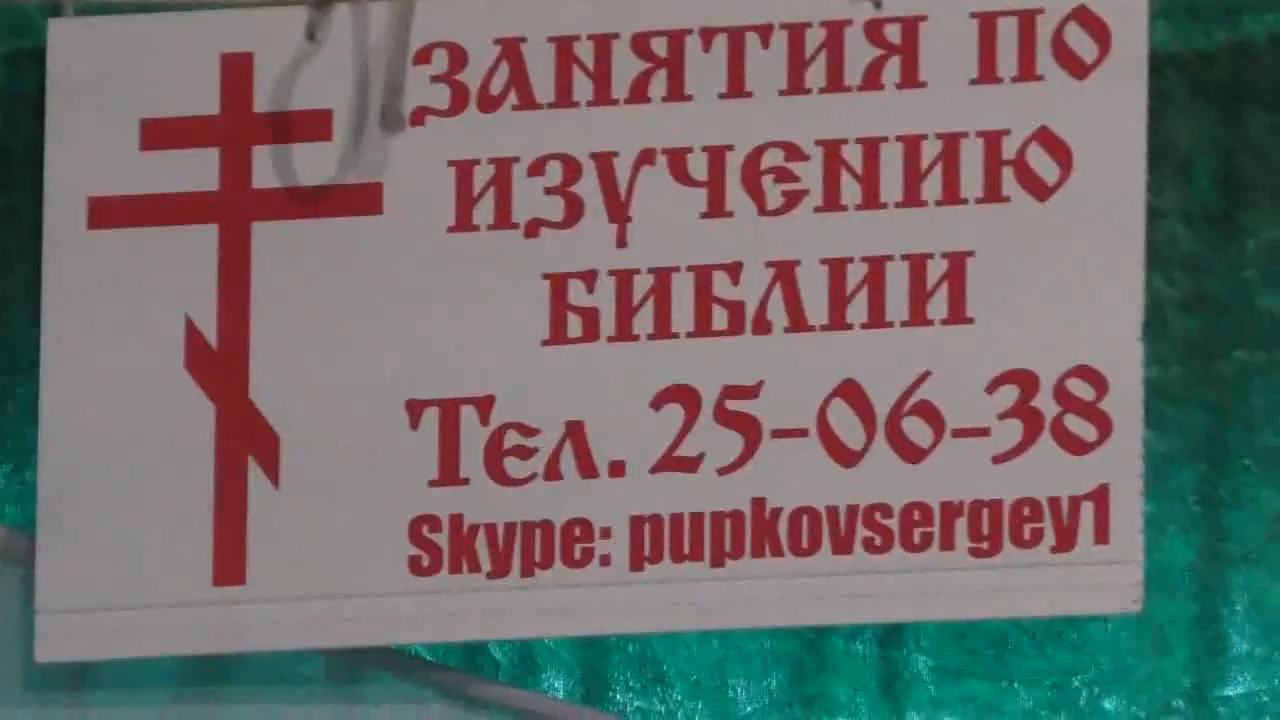 ЗАНЯТИЯ ПО
ИЗУЧЕНИЮ
БИБЛИИ
Тел. 25-06-38
Skype: pupkovsergey1